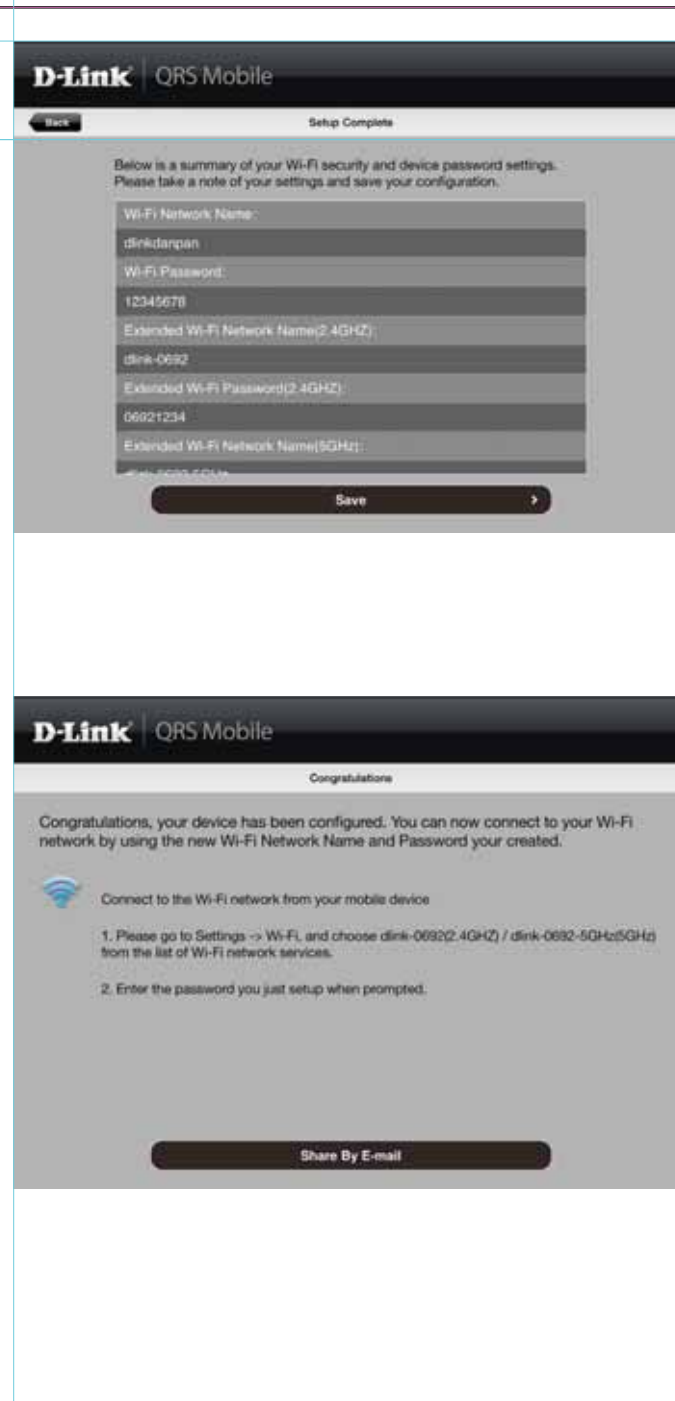 D-Link QRS Mobile
Back
Setup Complete
Below is a summary of your Wi-Fi security and device password settings.
Please take a note of your settings and save your configuration.
Wi-Fi Network Name:
dlinkdanpan
Wi-Fi Password:
12345678
Extended Wi-Fi Network Name(2.4GHZ):
dlink-0692
Extended Wi-Fi Password(2.4GHZ):
06921234
Extended Wi-Fi Network Name(5GHz):
Save
D-Link QRS Mobile
Congratulations
Congratulations, your device has been configured. You can now connect to your Wi-Fi
network by using the new Wi-Fi Network Name and Password your created.
Connect to the Wi-Fi network from your mobile device
1. Please go to Settings -> Wi-Fi, and choose dlink-0692(2.4GHZ) / dlink-0692-5GHz(5GHz)
from the list of Wi-Fi network services.
2. Enter the password you just setup when prompted.
Share By E-mail